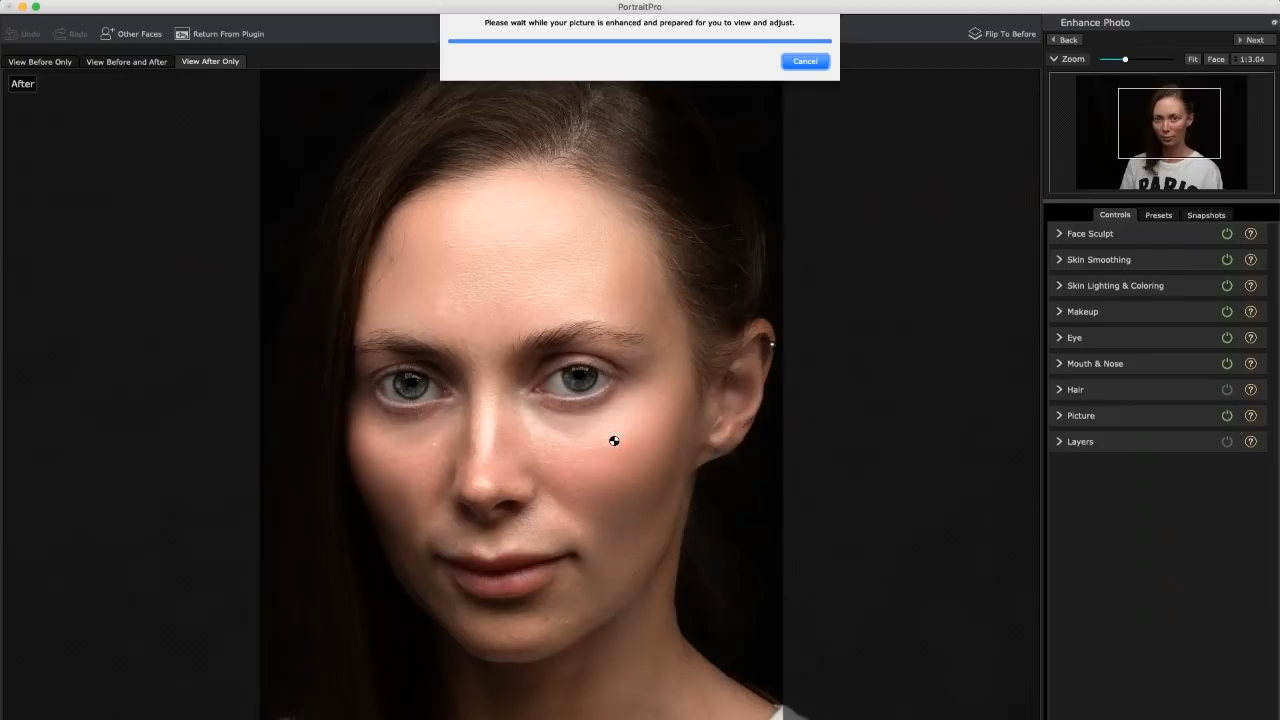 PortraitPro
Please wait while your picture is enhanced and prepared for you to view and adjust.
Cancel
Undo
Redo
Other Faces
Return From Plugin
Flip To Before
View Before Only
View Before and After
View After Only
After
Enhance Photo
Back
Next
Zoom
Fit
Face
1:3.04
PARIS
Controls
Presets
Snapshots
Face Sculpt
?
Skin Smoothing
?
Skin Lighting & Coloring
?
Makeup
?
Eye
?
Mouth & Nose
?
Hair
?
Picture
?
Layers
?